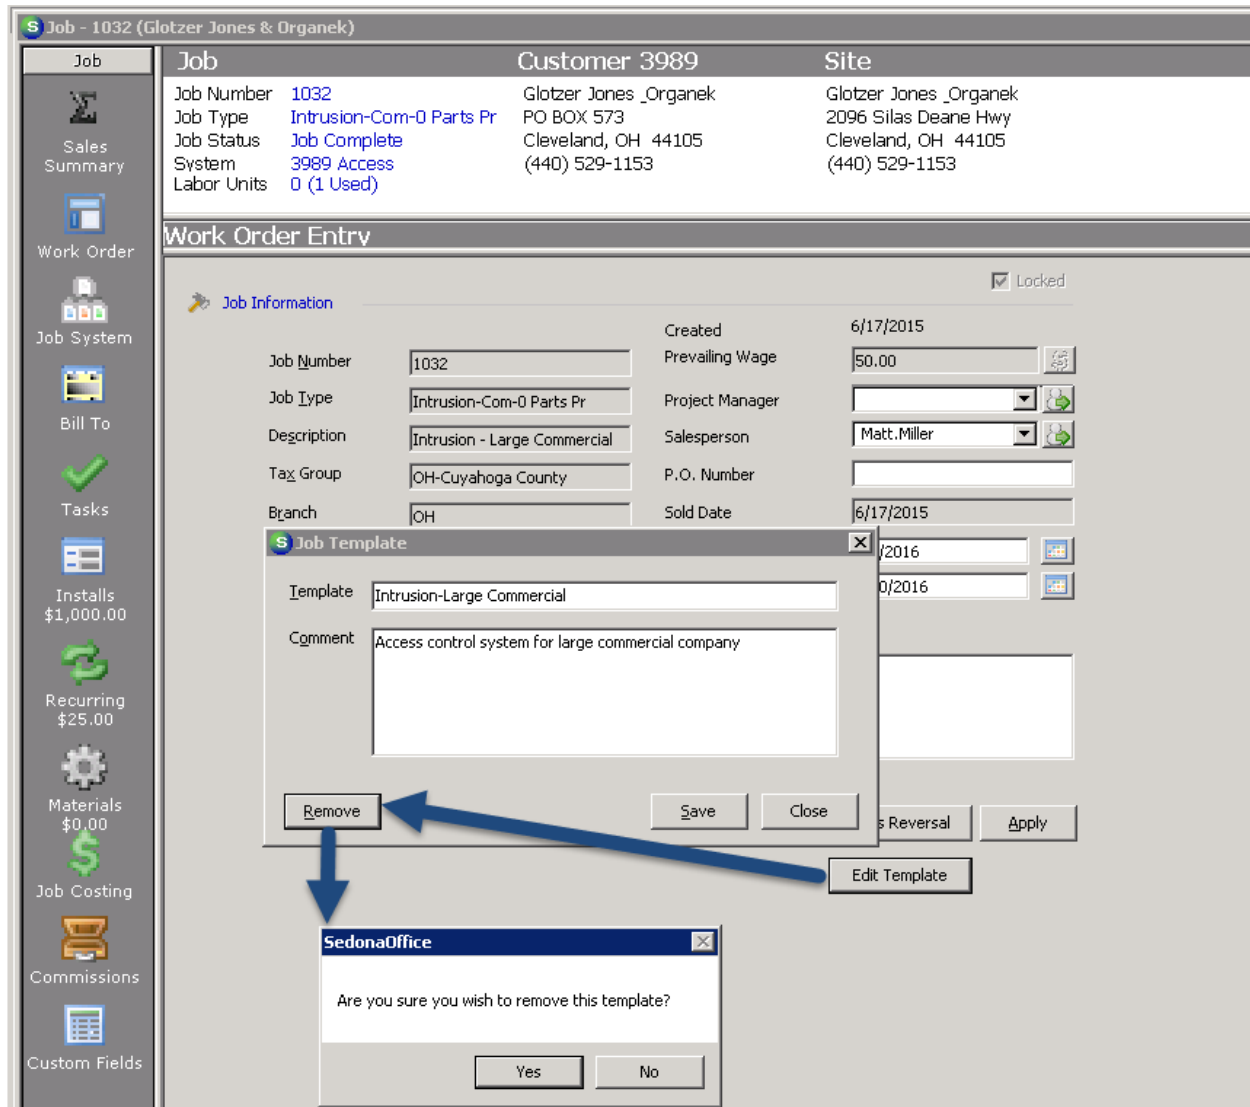 Job - 1032 (Glotzer Jones & Organek)
Job
Sales
Summary
Work Order
Job System
Bill To
Tasks
Installs
$1,000.00
Recurring
$25.00
Materials
$0.00
Job Costing
Commissions
Custom Fields
Job Customer 3989 Site
Job Number 1032 Glotzer Jones _Organek Glotzer Jones _Organek
Job Type Intrusion-Com-0 Parts Pr PO BOX 573 2096 Silas Deane Hwy
Job Status Job Complete Cleveland, OH 44105 Cleveland, OH 44105
System 3989 Access (440) 529-1153 (440) 529-1153
Labor Units 0 (1 Used)
Work Order Entry
Locked
Job Information
Created 6/17/2015
Job Number 1032 Prevailing Wage 50.00
Job Type Intrusion-Com-0 Parts Pr Project Manager
Description Intrusion - Large Commercial Salesperson Matt.Miller
Tax Group OH-Cuyahoga County P.O. Number
Branch OH Sold Date 6/17/2015
/2016
0/2016
Job Template
Template Intrusion-Large Commercial
Comment Access control system for large commercial company
Remove Save Close
s Reversal Apply
Edit Template
SedonaOffice
Are you sure you wish to remove this template?
Yes No